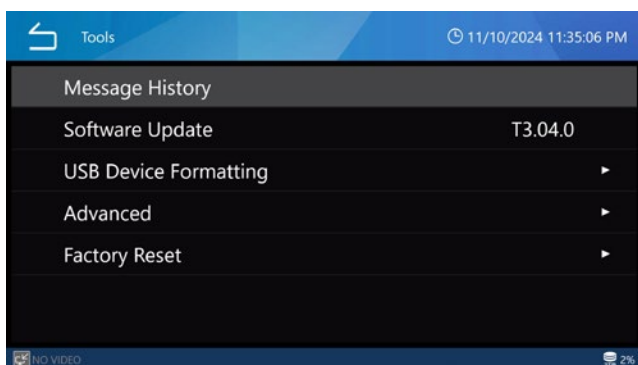 Tools 11/10/2024 11:35:06 PM
Message History
Software Update T3.04.0
USB Device Formatting
Advanced
Factory Reset
NO VIDEO 2%